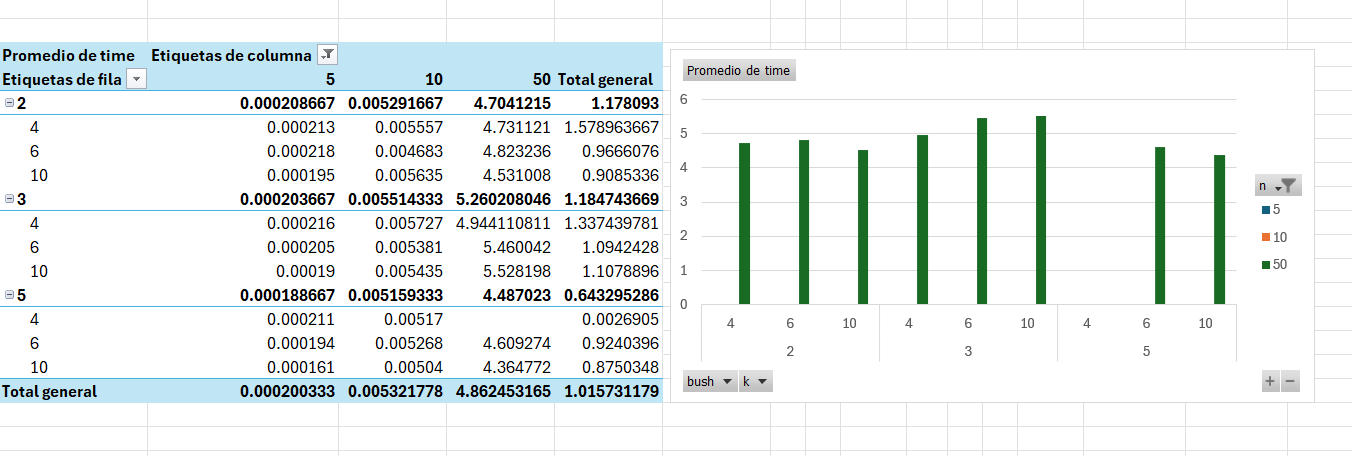 Promedio de time Etiquetas de columna
Etiquetas de fila 5 10 50 Total general
2 0.000208667 0.005291667 4.7041215 1.178093
4 0.000213 0.005557 4.731121 1.578963667
6 0.000218 0.004683 4.823236 0.9666076
10 0.000195 0.005635 4.531008 0.9085336
3 0.000203667 0.005514333 5.260208046 1.184743669
4 0.000216 0.005727 4.944110811 1.337439781
6 0.000205 0.005381 5.460042 1.0942428
10 0.00019 0.005435 5.528198 1.1078896
5 0.000188667 0.005159333 4.487023 0.643295286
4 0.000211 0.00517 0.0026905
6 0.000194 0.005268 4.609274 0.9240396
10 0.000161 0.00504 4.364772 0.8750348
Total general 0.000200333 0.005321778 4.862453165 1.015731179
Promedio de time
6
5
4
3
2
1
0
4 6 10 4 6 10 4 6 10
2 3 5
n
5
10
50
bush k
+ −